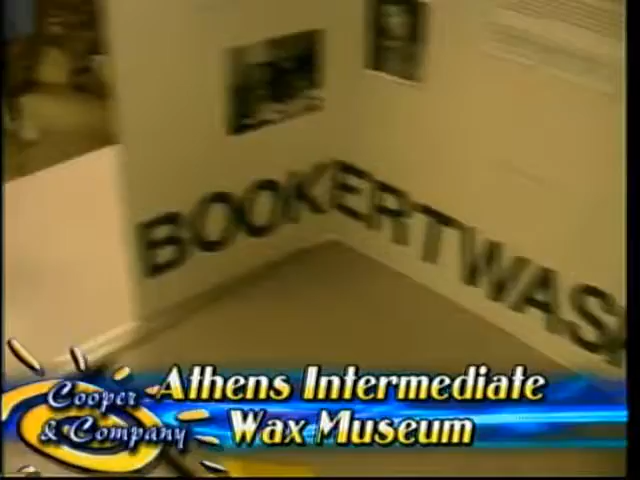 BOOKERTWAS
Athens Intermediate
Wax Museum
Cooper
& Company